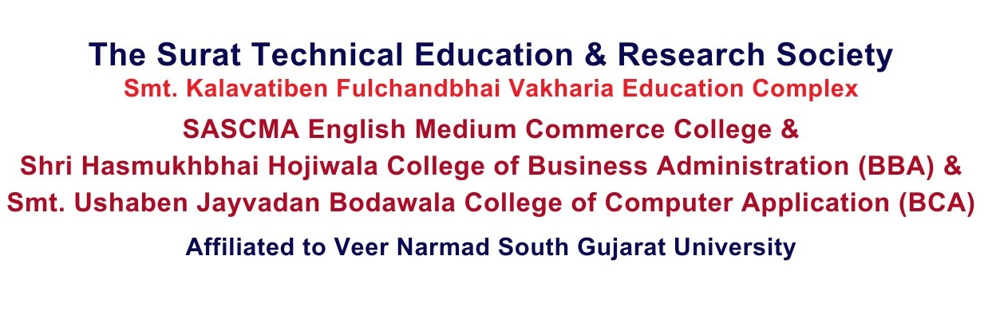 The Surat Technical Education & Research Society
Smt. Kalavatiben Fulchandbhai Vakharia Education Complex
SASCMA English Medium Commerce College &
Shri Hasmukhbhai Hojiwala College of Business Administration (BBA) &
Smt. Ushaben Jayvadan Bodawala College of Computer Application (BCA)
Affiliated to Veer Narmad South Gujarat University